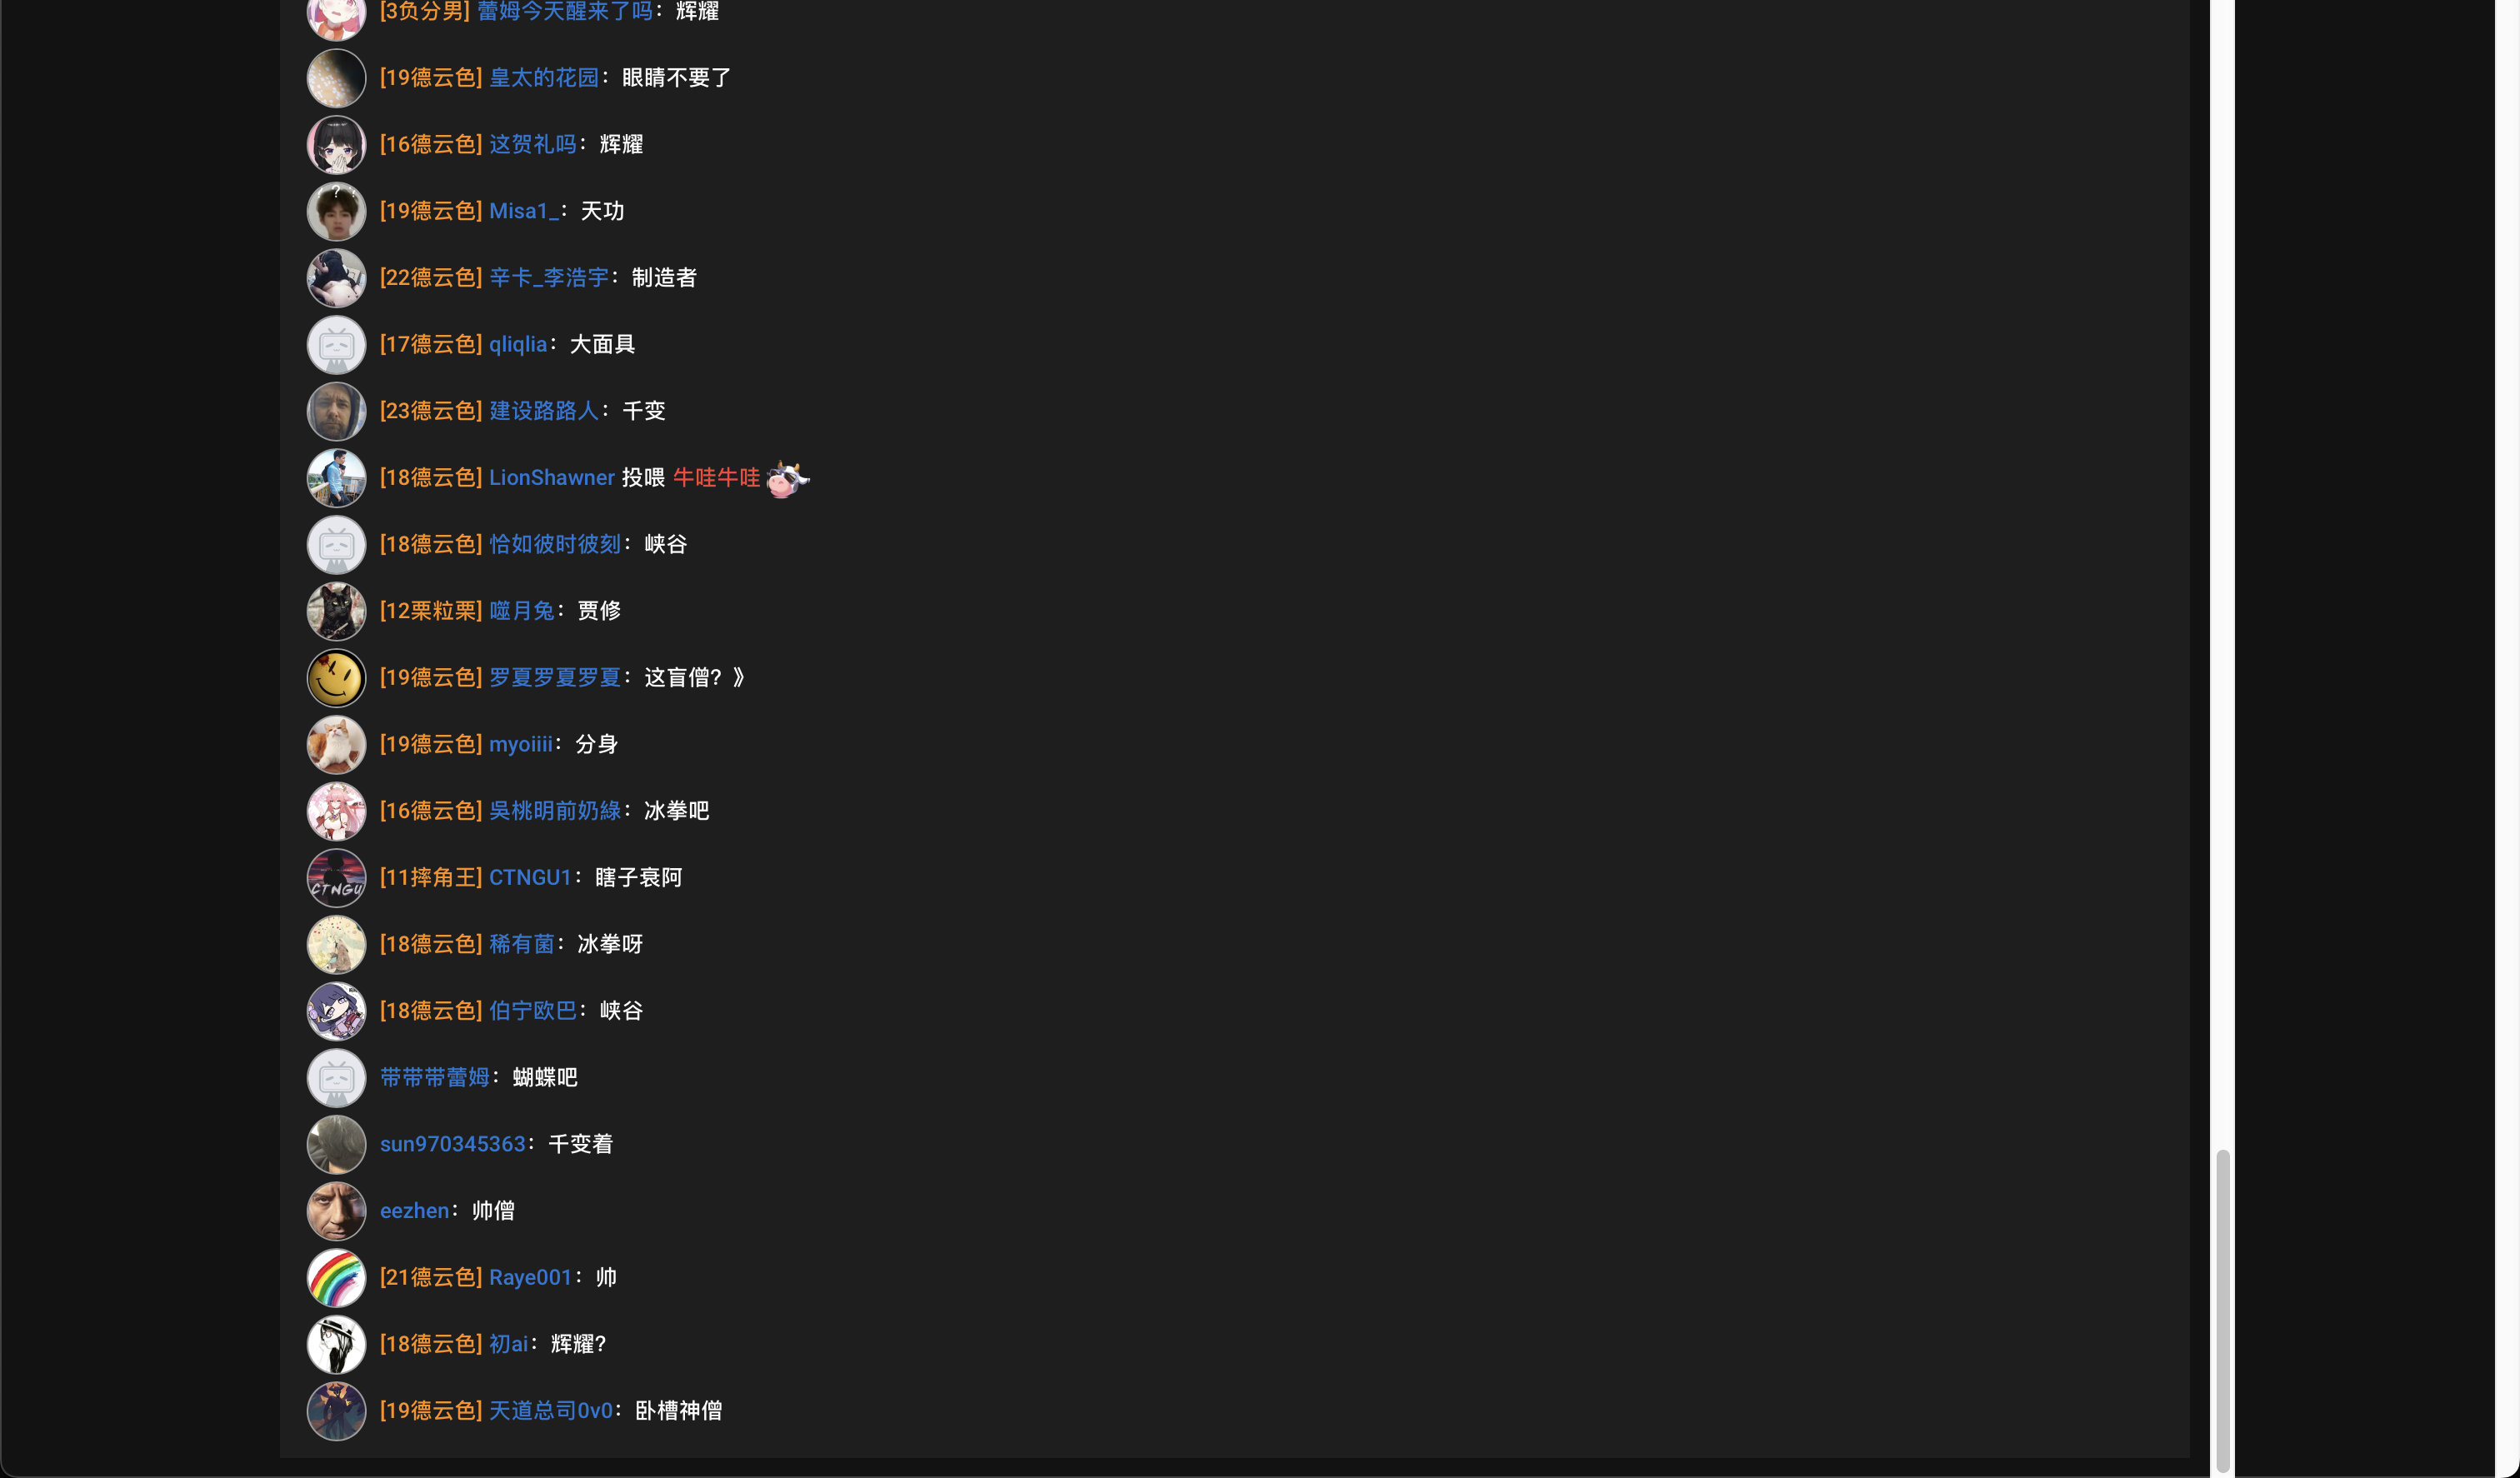 [3负分男] 蕾姆今天醒来了吗：辉耀
[19德云色] 皇太的花园：眼睛不要了
[16德云色] 这贺礼吗：辉耀
[19德云色] Misa1_：天功
[22德云色] 辛卡_李浩宇：制造者
[17德云色] qliqlia：大面具
[23德云色] 建设路路人：千变
[18德云色] LionShawner 投喂 牛哇牛哇
[18德云色] 恰如彼时彼刻：峡谷
[12栗粒栗] 噬月兔：贾修
[19德云色] 罗夏罗夏罗夏：这盲僧？》
[19德云色] myoiiii：分身
[16德云色] 吳桃明前奶綠：冰拳吧
CTNGU
[11摔角王] CTNGU1：瞎子衰阿
[18德云色] 稀有菌：冰拳呀
[18德云色] 伯宁欧巴：峡谷
带带带蕾姆：蝴蝶吧
sun970345363：千变着
eezhen：帅僧
[21德云色] Raye001：帅
[18德云色] 初ai：辉耀?
[19德云色] 天道总司0v0：卧槽神僧